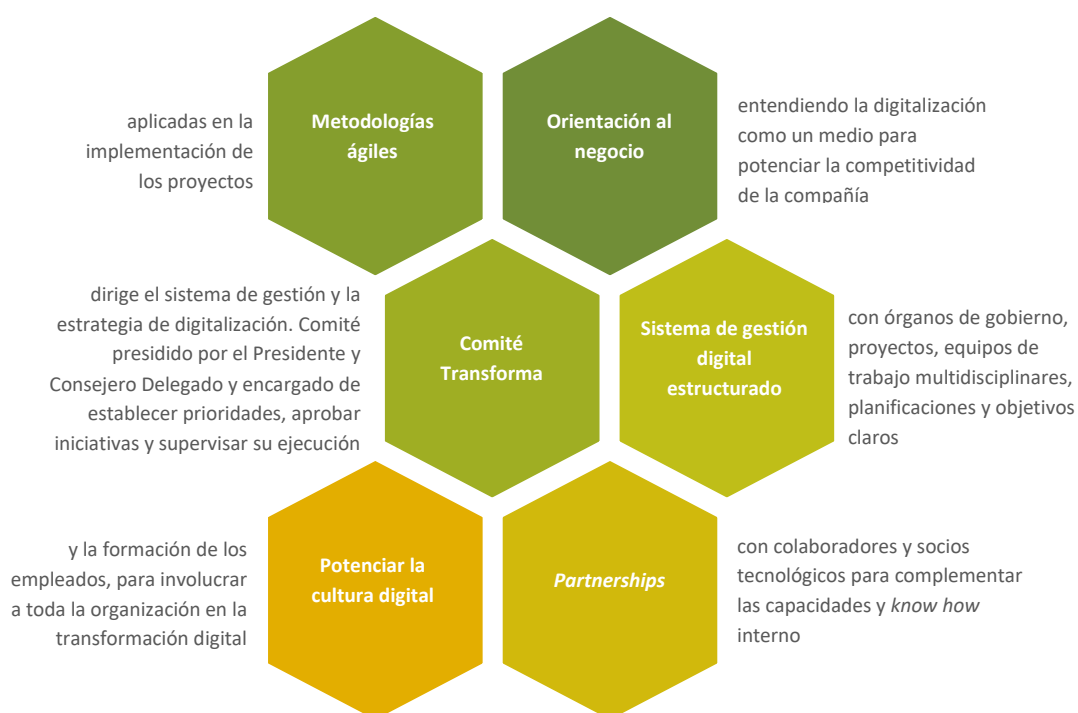 aplicadas en la
implementación de
los proyectos
Metodologías
ágiles
Orientación al
negocio
entendiendo la digitalización
como un medio para
potenciar la competitividad
de la compañía
dirige el sistema de gestión y la
estrategia de digitalización. Comité
presidido por el Presidente y
Consejero Delegado y encargado de
establecer prioridades, aprobar
iniciativas y supervisar su ejecución
Comité
Transforma
Sistema de gestión
digital
estructurado
con órganos de gobierno,
proyectos, equipos de
trabajo multidisciplinares,
planificaciones y objetivos
claros
y la formación de los
empleados, para involucrar
a toda la organización en la
transformación digital
Potenciar la
cultura digital
Partnerships
con colaboradores y socios
tecnológicos para complementar
las capacidades y know how
interno